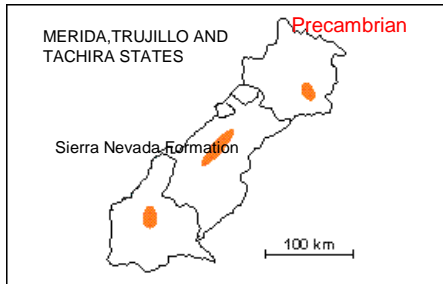 Precambrian
MERIDA,TRUJILLO AND
TACHIRA STATES
Sierra Nevada Formation
100 km